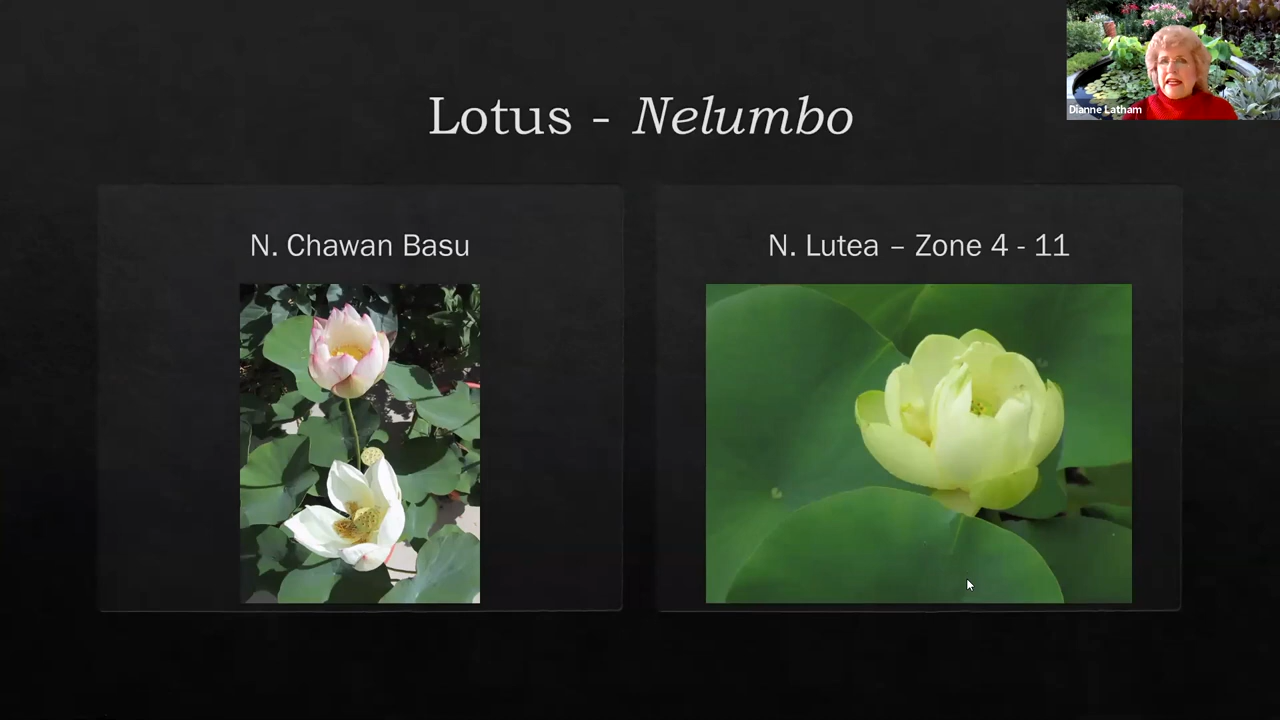 Lotus - Nelumbo
Dianne Latham
N. Chawan Basu
N. Lutea – Zone 4 - 11